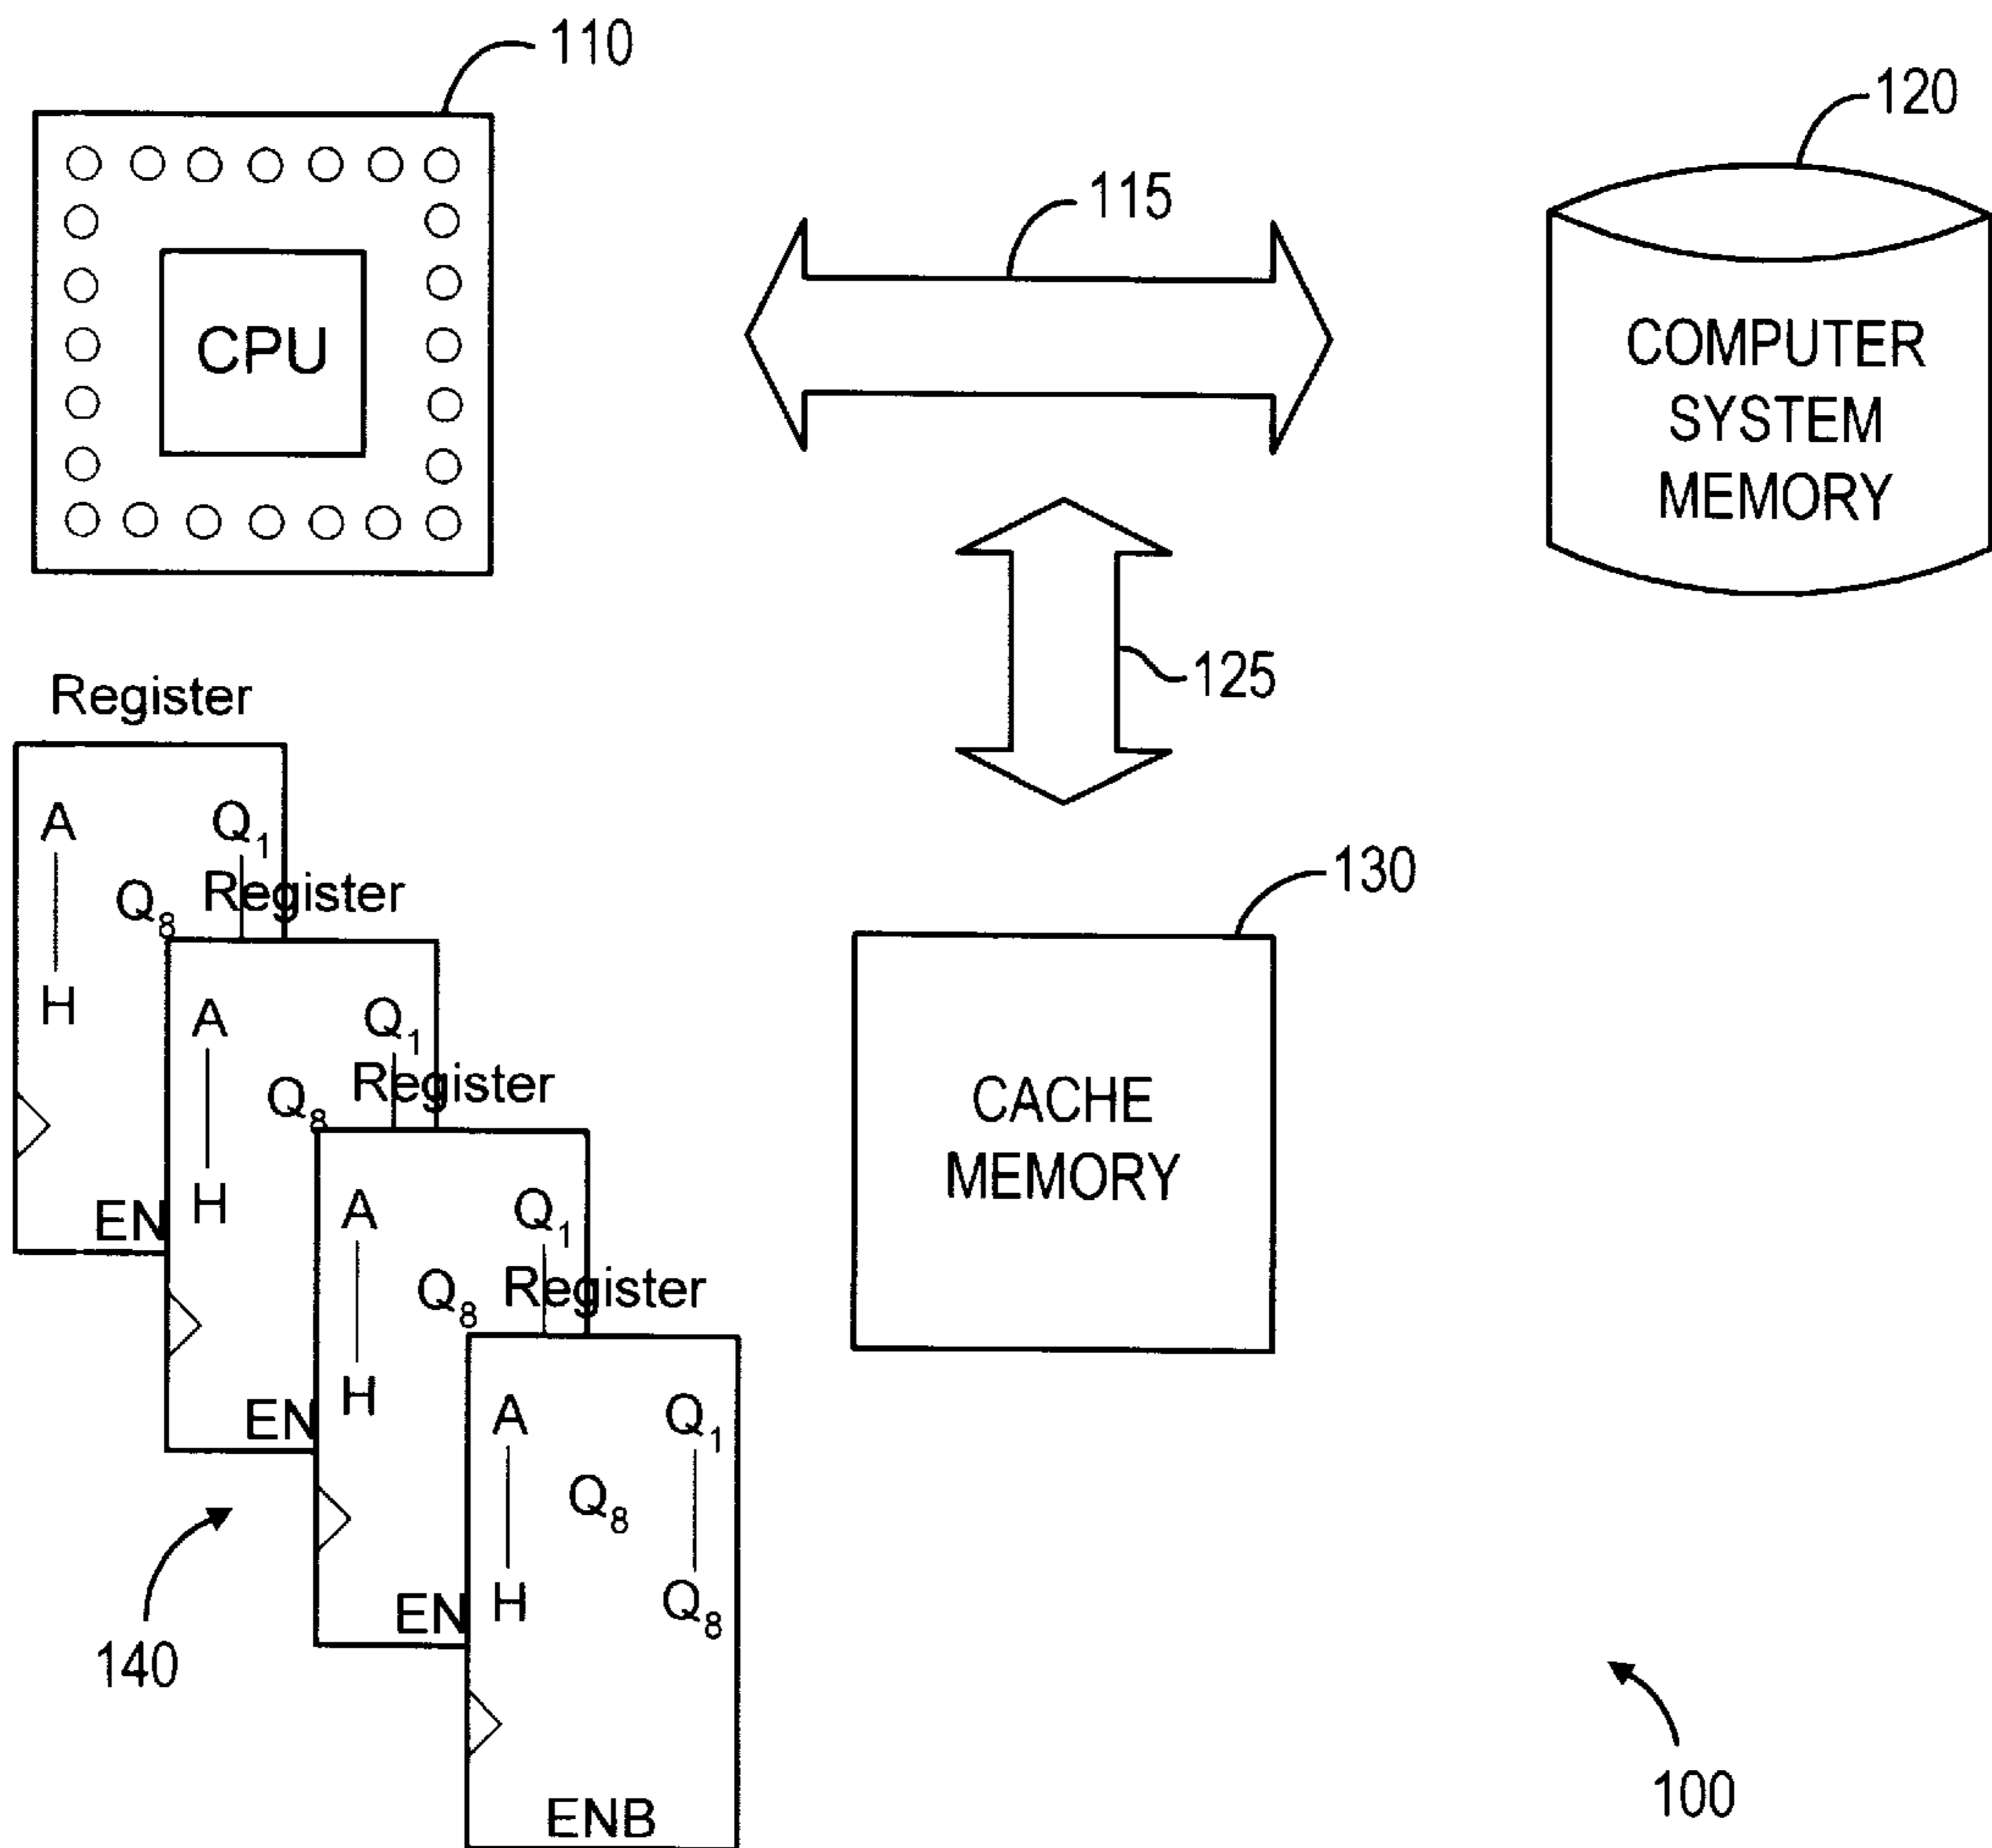 110
120
115
CPU
COMPUTER
SYSTEM
MEMORY
125
Register
A
Q1
Q8
H
EN
130
Register
A
Q1
Q8
H
EN
CACHE
MEMORY
Register
A
Q1
Q8
H
EN
Register
A
Q1
Q8
H
Q8
ENB
140
100